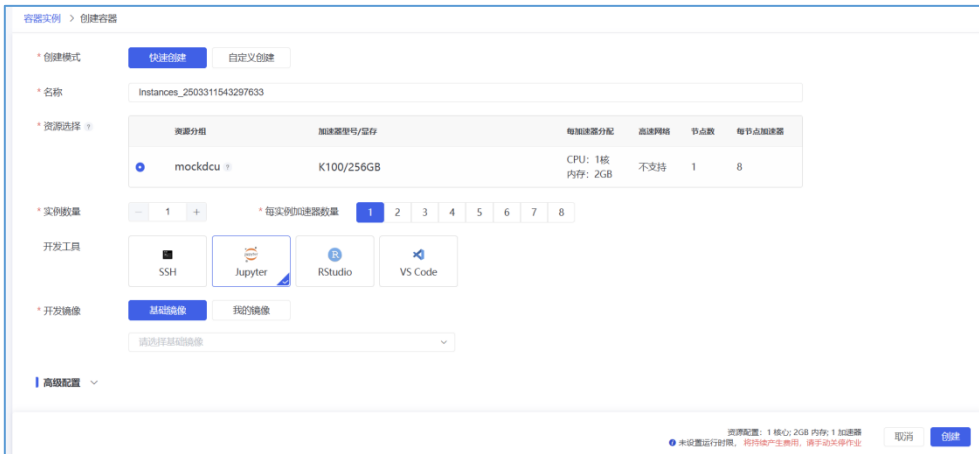 容器实例 > 创建容器
* 创建模式 快速创建 自定义创建
* 名称 Instances_2503311543297633
* 资源选择 ?
资源分组 加速器型号/显存 每加速器分配 高速网络 节点数 每节点加速器
mockdcu ? K100/256GB CPU：1核 不支持 1 8
内存：2GB
* 实例数量 − 1 + * 每实例加速器数量 1 2 3 4 5 6 7 8
开发工具
SSH Jupyter RStudio VS Code
* 开发镜像 基础镜像 我的镜像
请选择基础镜像
高级配置
资源配置：1 核心; 2GB 内存; 1 加速器
未设置运行时限， 将持续产生费用，请手动关停作业 取消 创建